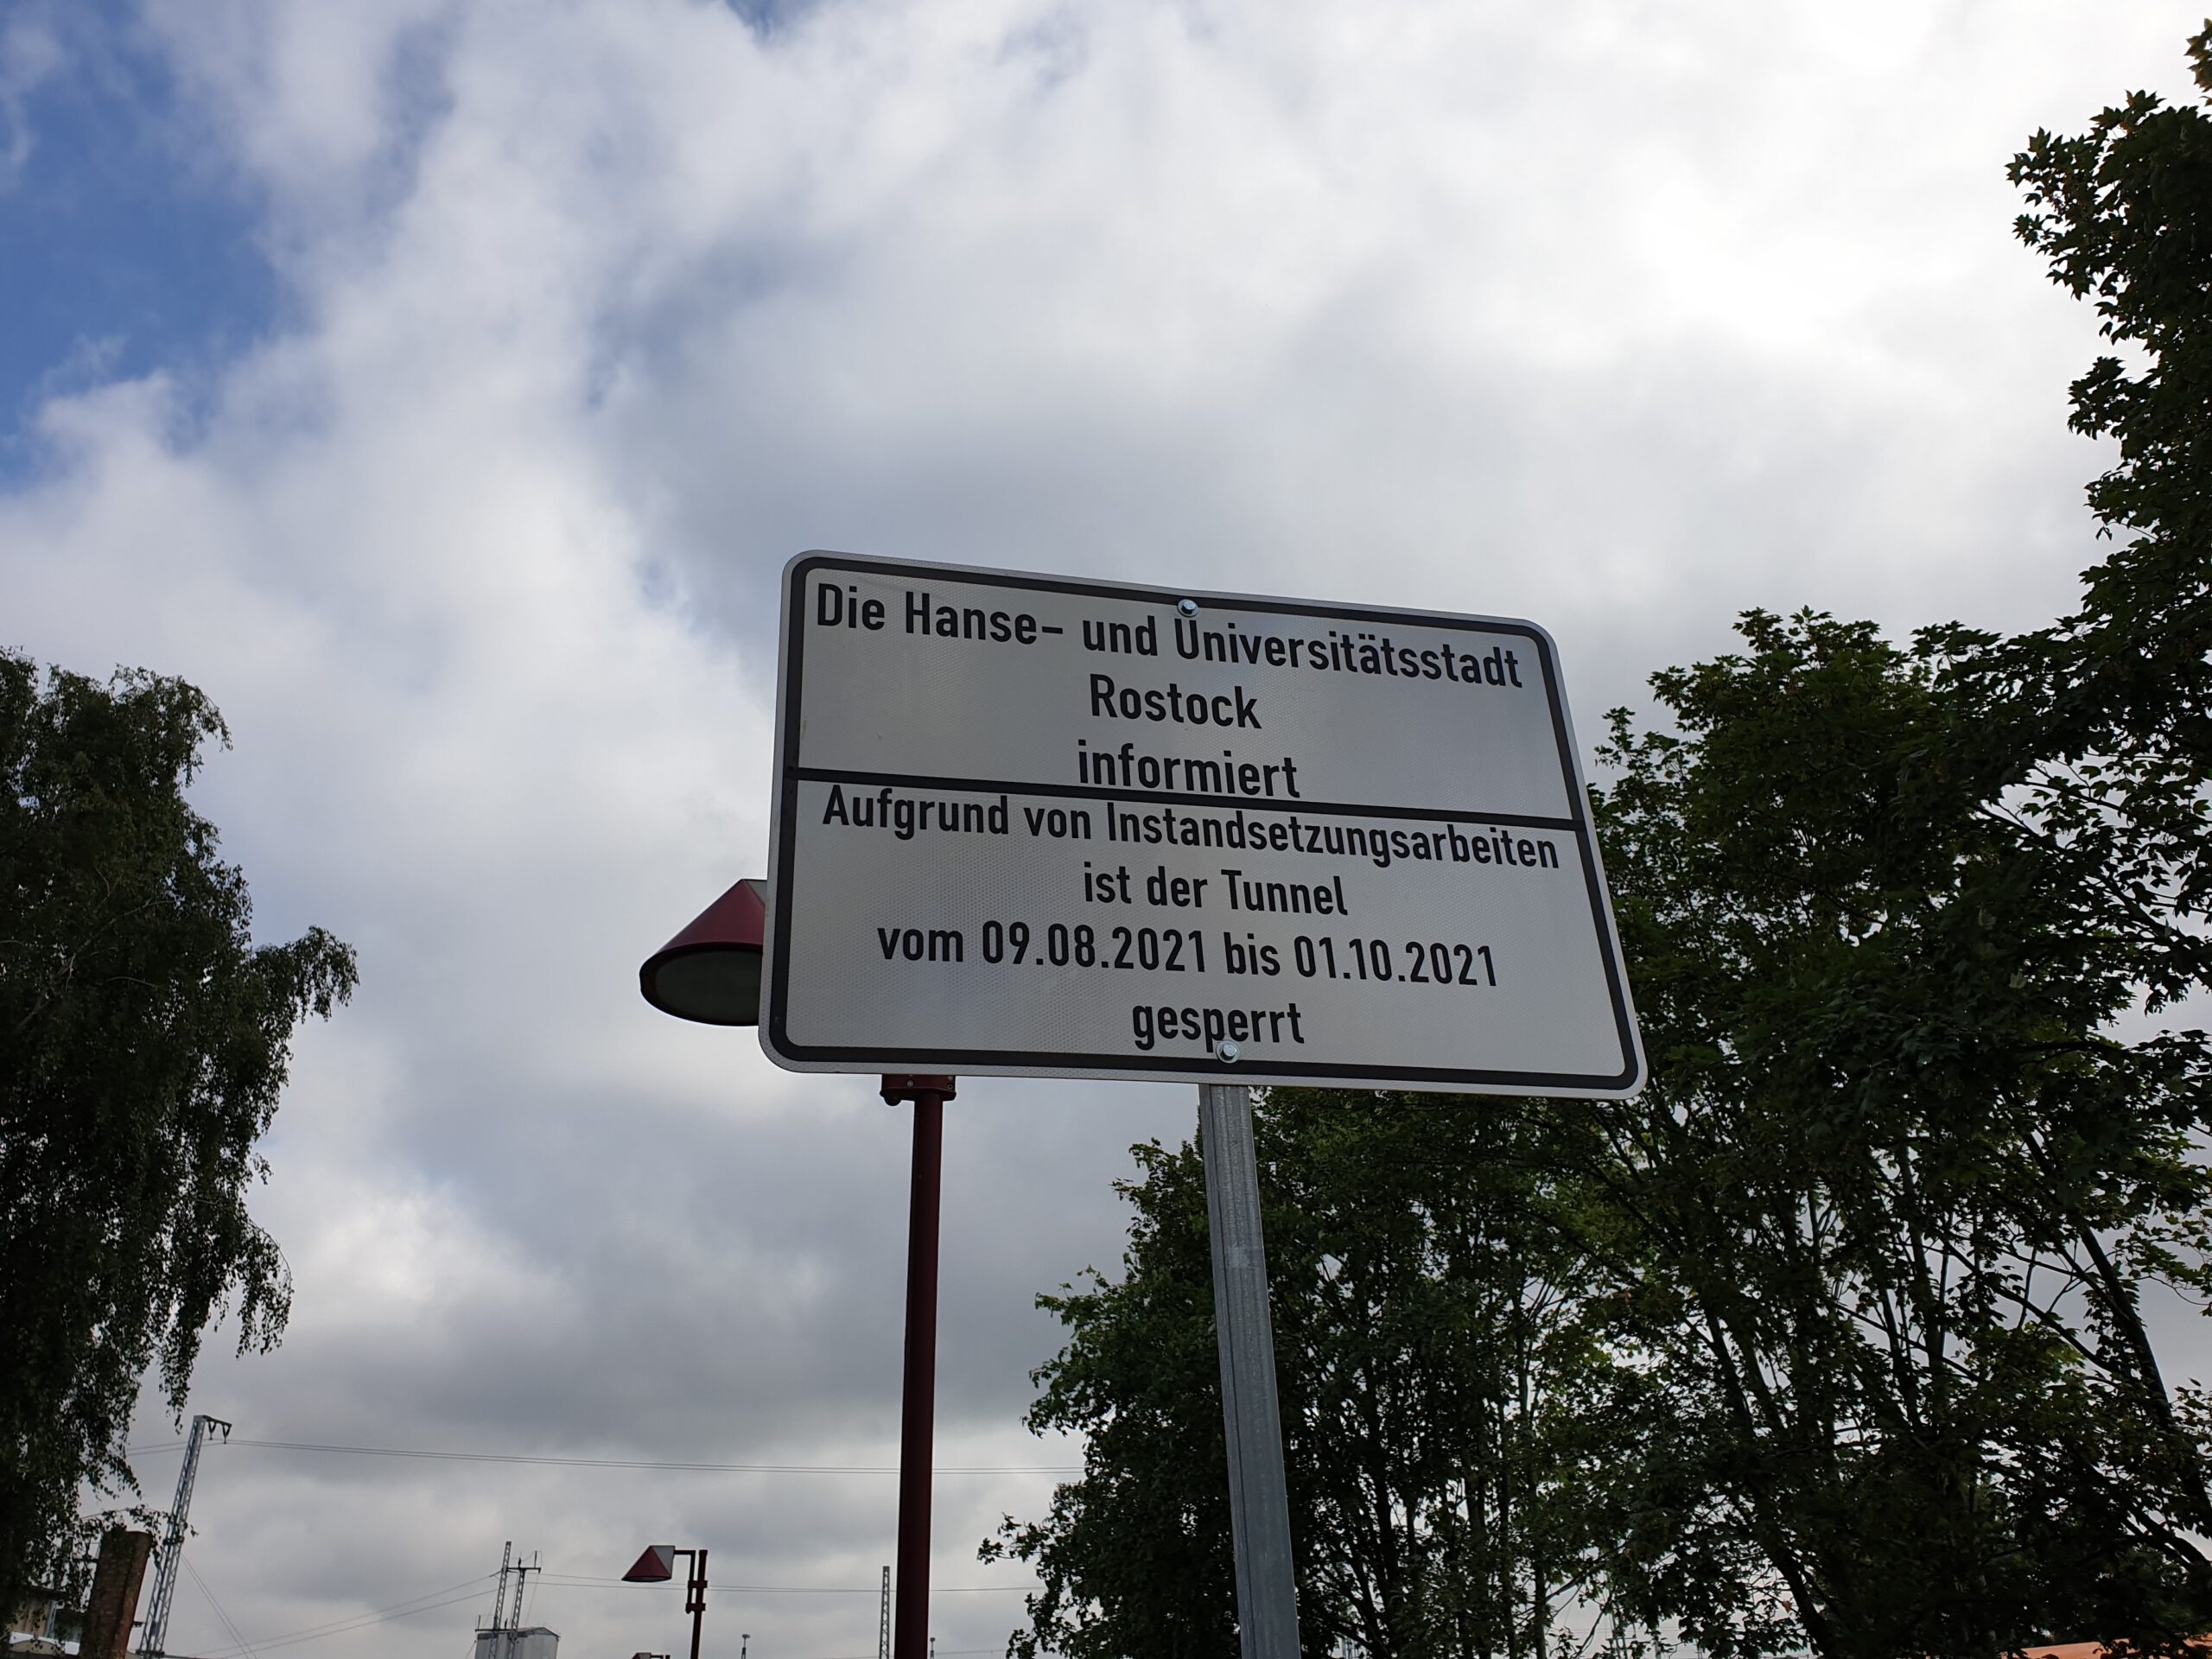 Die Hanse- und Universitätsstadt
Rostock
informiert
Aufgrund von Instandsetzungsarbeiten
ist der Tunnel
vom 09.08.2021 bis 01.10.2021
gesperrt